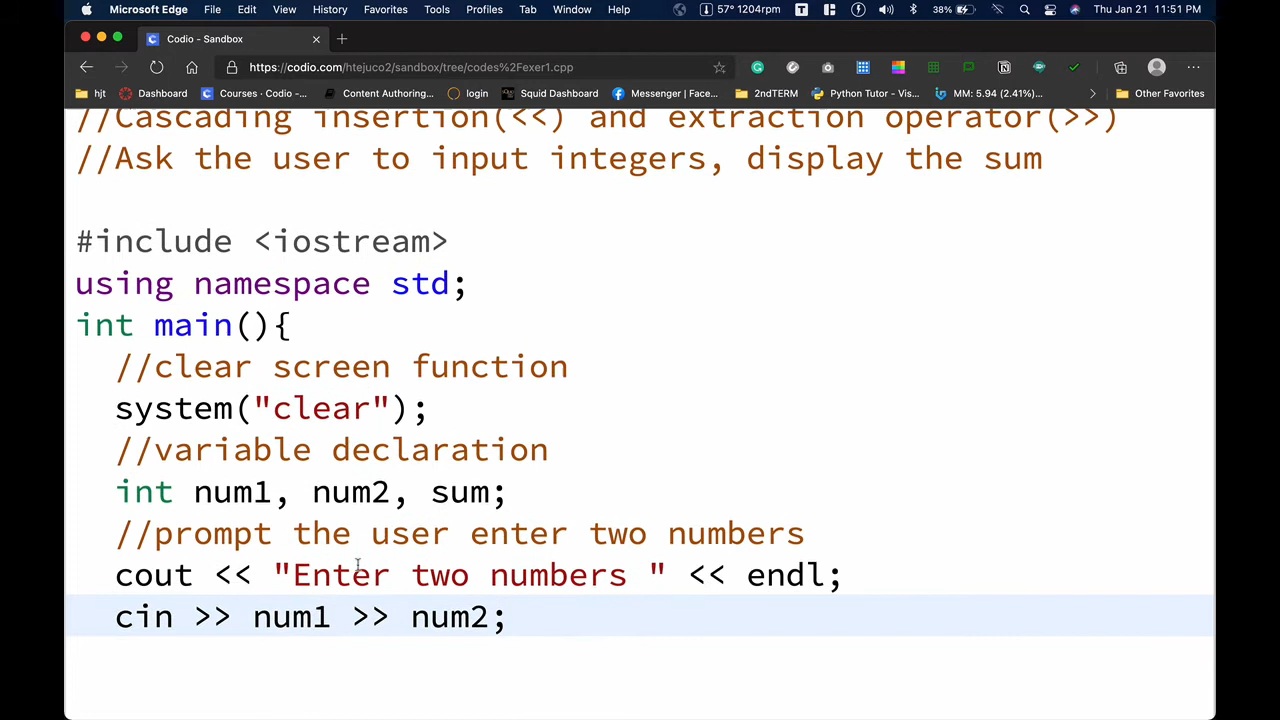 Microsoft Edge File Edit View History Favorites Tools Profiles Tab Window Help 57° 1204rpm T 38% Thu Jan 21 11:51 PM
Codio - Sandbox
https://codio.com/htejuco2/sandbox/tree/codes%2Fexer1.cpp
hjt Dashboard Courses - Codio -... Content Authoring... login Squid Dashboard Messenger | Face... 2ndTERM Python Tutor - Vis... MM: 5.94 (2.41%)... Other Favorites
//Cascading insertion(<<) and extraction operator(>>)
//Ask the user to input integers, display the sum
#include <iostream>
using namespace std;
int main(){
//clear screen function
system("clear");
//variable declaration
int num1, num2, sum;
//prompt the user enter two numbers
cout << "Enter two numbers " << endl;
cin >> num1 >> num2;